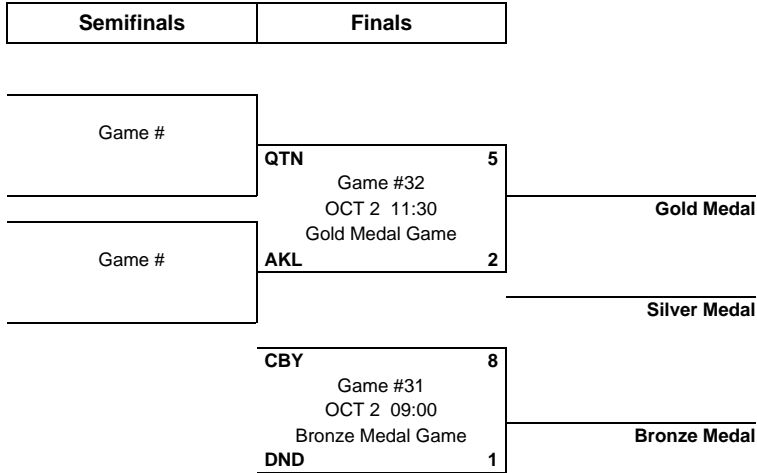 Semifinals Finals
Game #
QTN 5
Game #32
OCT 2 11:30
Gold Medal
Gold Medal Game
Game #
AKL 2
Silver Medal
CBY 8
Game #31
OCT 2 09:00
Bronze Medal Game
Bronze Medal
DND 1